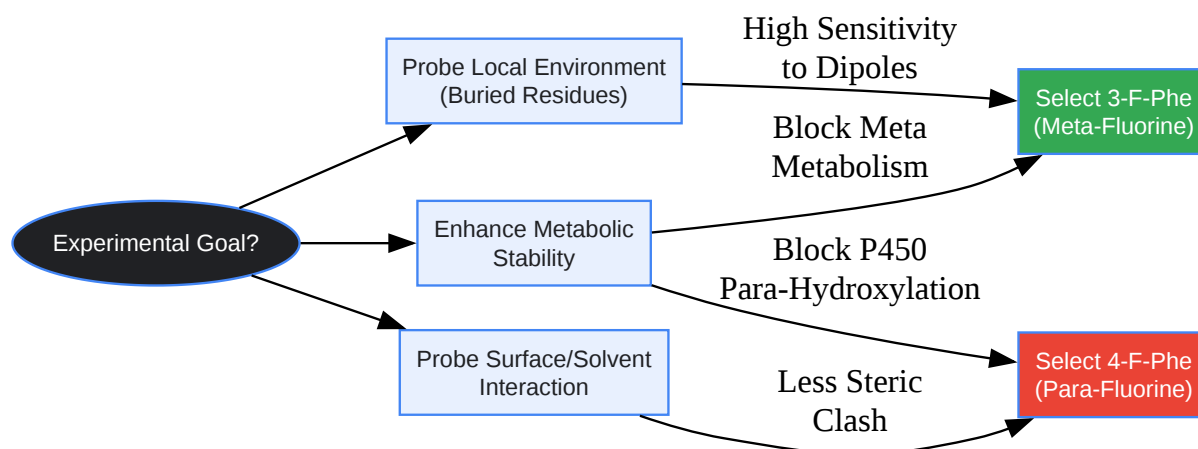 Experimental Goal?
Probe Local Environment
(Buried Residues)
Enhance Metabolic
Stability
Probe Surface/Solvent
Interaction
High Sensitivity
to Dipoles
Block Meta
Metabolism
Block P450
Para-Hydroxylation
Less Steric
Clash
Select 3-F-Phe
(Meta-Fluorine)
Select 4-F-Phe
(Para-Fluorine)